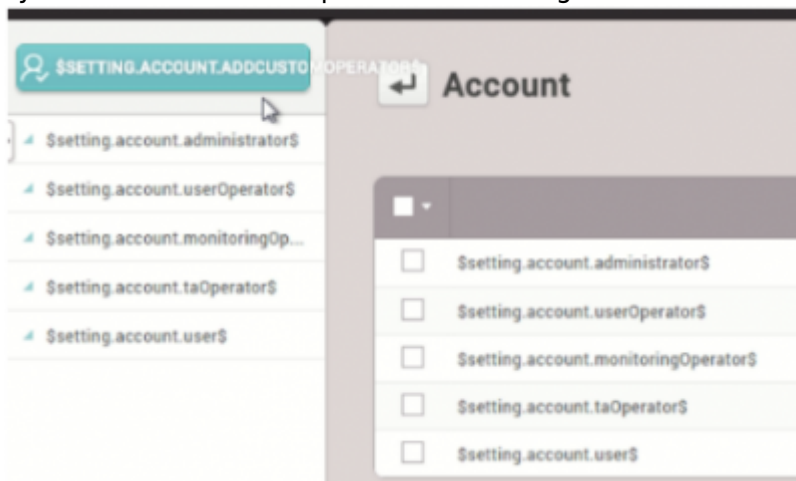 $SETTING.ACCOUNT.ADDCUSTOMOPERATOR$
Account
$setting.account.administrator$
$setting.account.userOperator$
$setting.account.monitoringOp...
$setting.account.taOperator$
$setting.account.user$
$setting.account.administrator$
$setting.account.userOperator$
$setting.account.monitoringOperator$
$setting.account.taOperator$
$setting.account.user$